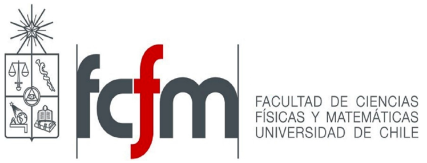 fcfm
FACULTAD DE CIENCIAS
FÍSICAS Y MATEMÁTICAS
UNIVERSIDAD DE CHILE